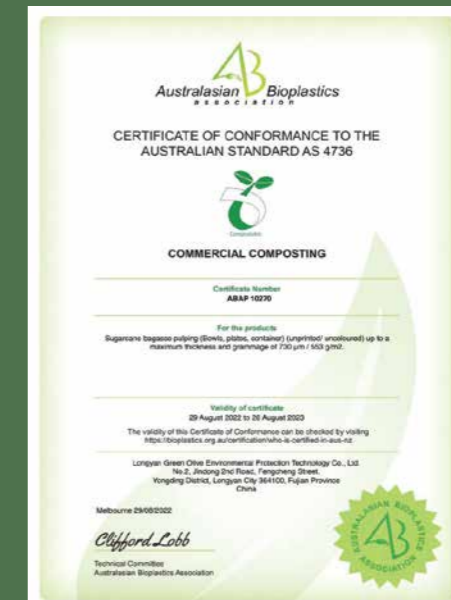 Australasian Bioplastics
association
CERTIFICATE OF CONFORMANCE TO THE
AUSTRALIAN STANDARD AS 4736
Compostable
COMMERCIAL COMPOSTING
Certificate Number
ABAP 10270
For the products
Sugarcane bagasse pulping (Bowls, plates, container) (unprinted/ uncoloured) up to a
maximum thickness and grammage of 730 µm / 553 g/m2.
Validity of certificate
29 August 2022 to 26 August 2023
The validity of this Certificate of Conformance can be checked by visiting
https://bioplastics.org.au/certification/who-is-certified-in-aus-nz
Longyan Green Olive Environmental Protection Technology Co., Ltd.
No.2, Jindong 2nd Road, Fengcheng Street.
Yongding District, Longyan City 364100, Fujian Province
China
Melbourne 29/08/2022
Clifford Lobb
Technical Committee
Australasian Bioplastics Association
AUSTRALASIAN BIOPLASTICS
ASSOCIATION